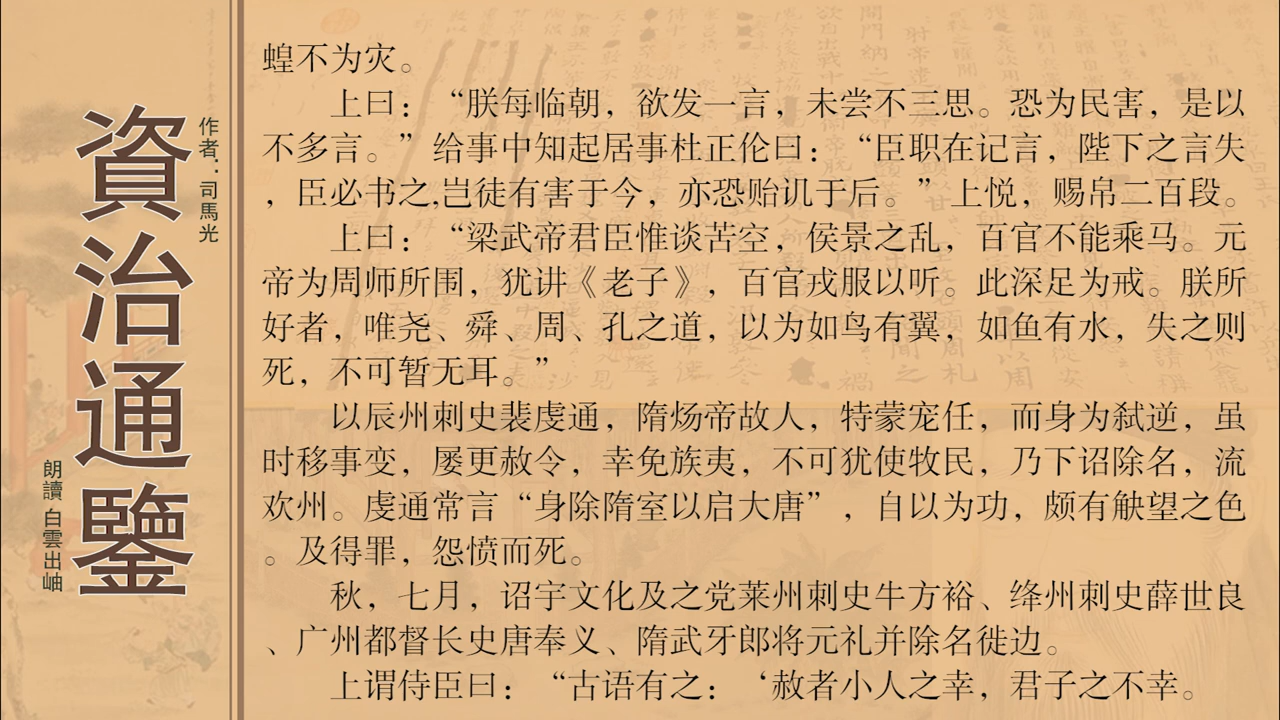 資治通鑒
作者：司馬光
朗讀 白雲出岫
蝗不为灾。
上曰：“朕每临朝，欲发一言，未尝不三思。恐为民害，是以
不多言。”给事中知起居事杜正伦曰：“臣职在记言，陛下之言失
，臣必书之,岂徒有害于今，亦恐贻讥于后。”上悦，赐帛二百段。
上曰：“梁武帝君臣惟谈苦空，侯景之乱，百官不能乘马。元
帝为周师所围，犹讲《老子》，百官戎服以听。此深足为戒。朕所
好者，唯尧、舜、周、孔之道，以为如鸟有翼，如鱼有水，失之则
死，不可暂无耳。”
以辰州刺史裴虔通，隋炀帝故人，特蒙宠任，而身为弑逆，虽
时移事变，屡更赦令，幸免族夷，不可犹使牧民，乃下诏除名，流
欢州。虔通常言“身除隋室以启大唐”，自以为功，颇有觖望之色
。及得罪，怨愤而死。
秋，七月，诏宇文化及之党莱州刺史牛方裕、绛州刺史薛世良
、广州都督长史唐奉义、隋武牙郎将元礼并除名徙边。
上谓侍臣曰：“古语有之：‘赦者小人之幸，君子之不幸。